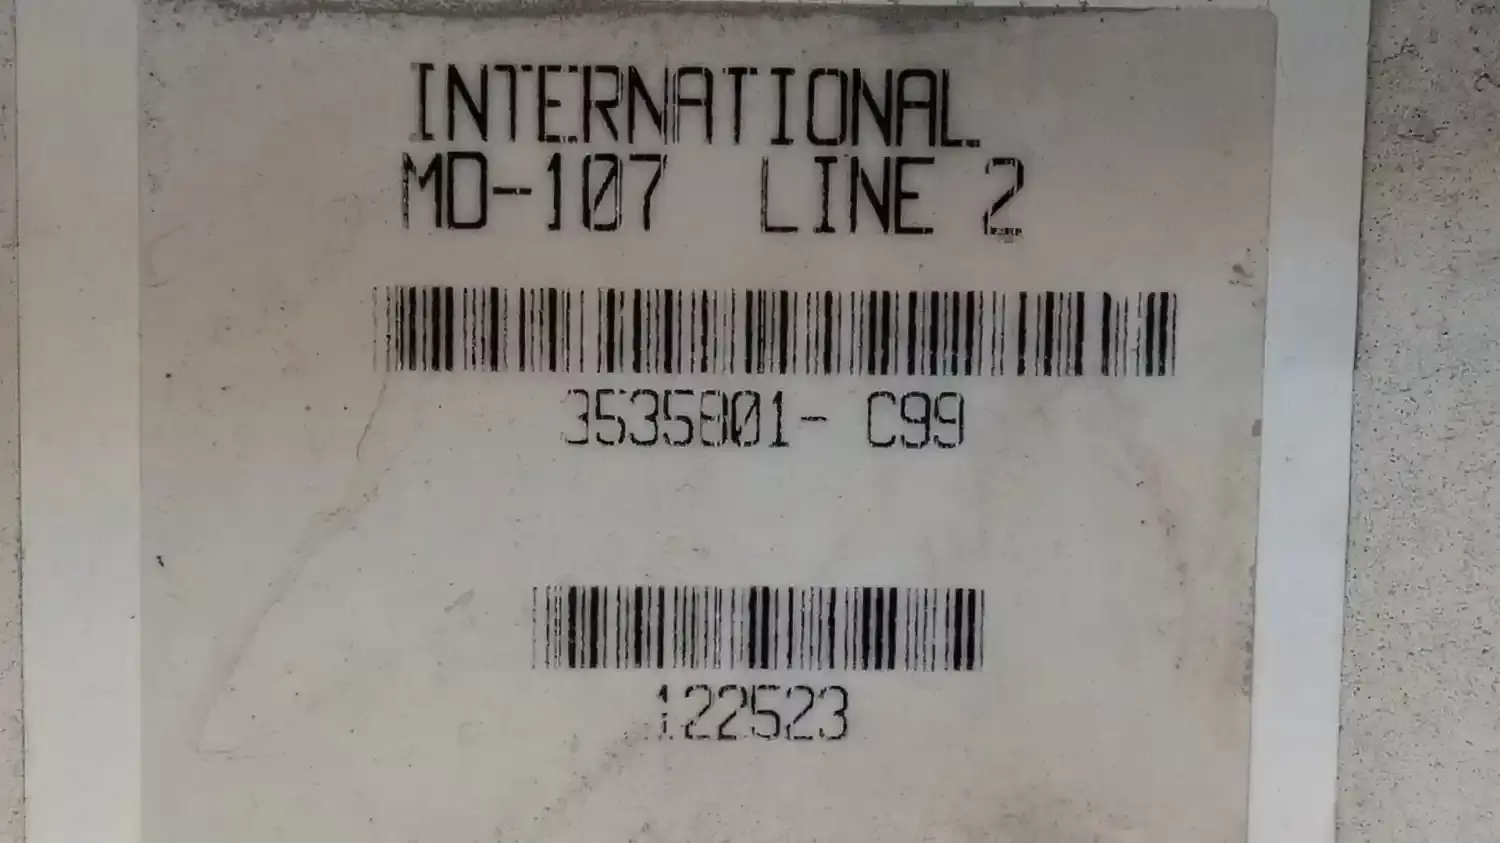 INTERNATIONAL
MD-107 LINE 2
3535801- C99
122523